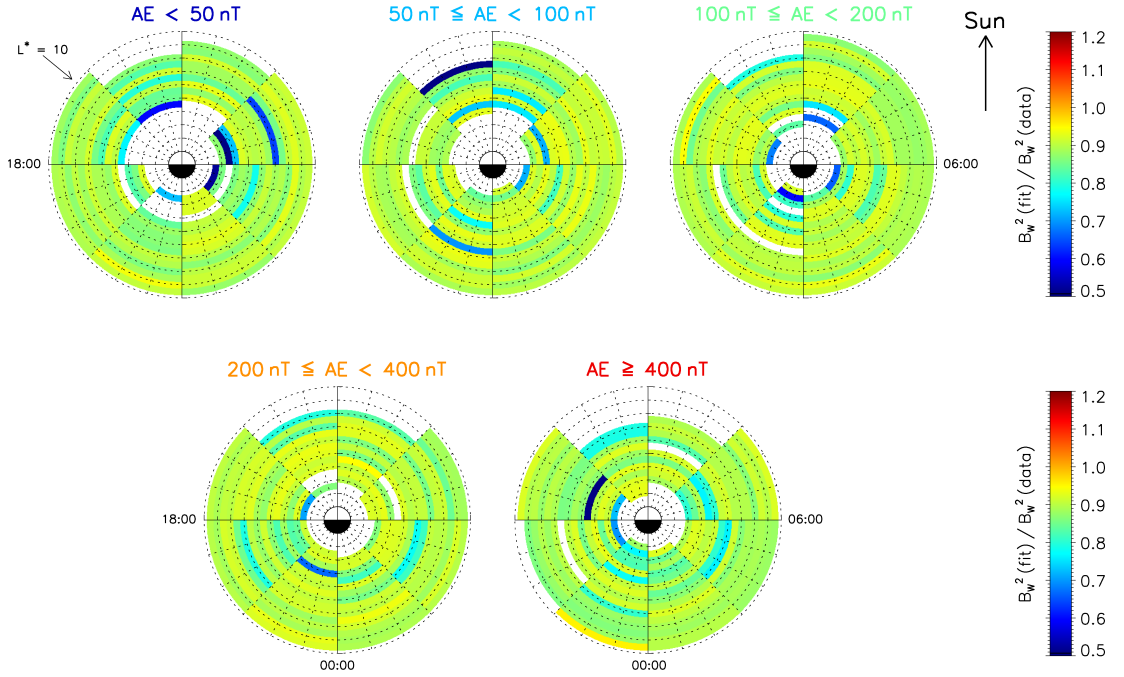 AE < 50 nT
50 nT ≦ AE < 100 nT
100 nT ≦ AE < 200 nT
Sun
L* = 10
18:00
06:00
1.2
1.1
1.0
0.9
0.8
0.7
0.6
0.5
Bw² (fit) / Bw² (data)
200 nT ≦ AE < 400 nT
AE ≧ 400 nT
18:00
06:00
00:00
00:00
1.2
1.1
1.0
0.9
0.8
0.7
0.6
0.5
Bw² (fit) / Bw² (data)